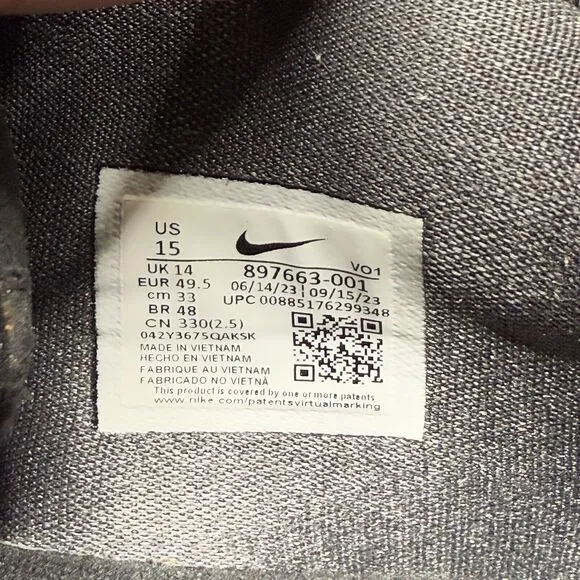 US
15
VO1
UK 14
897663-001
EUR 49.5
06/14/23 | 09/15/23
cm 33
UPC 00885176299348
BR 48
CN 330(2.5)
042Y3675QAKSK
MADE IN VIETNAM
HECHO EN VIETNAM
FABRIQUE AU VIETNAM
FABRICADO NO VIETNÃ
This product is covered by one or more patents
www.nike.com/patentsvirtualmarking